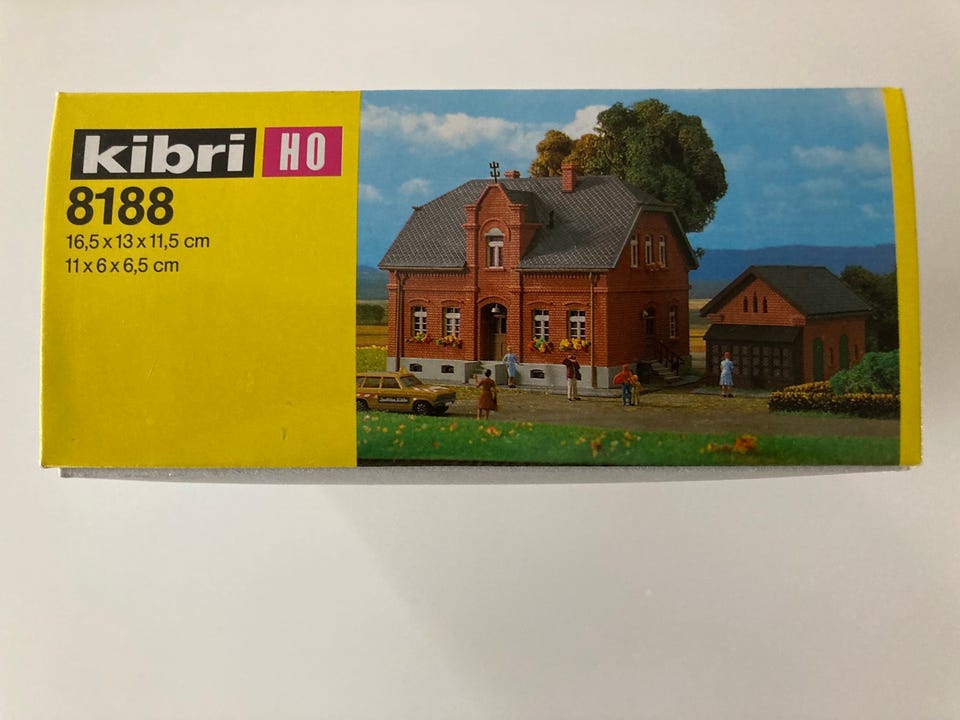 kibri HO
8188
16,5 x 13 x 11,5 cm
11 x 6 x 6,5 cm